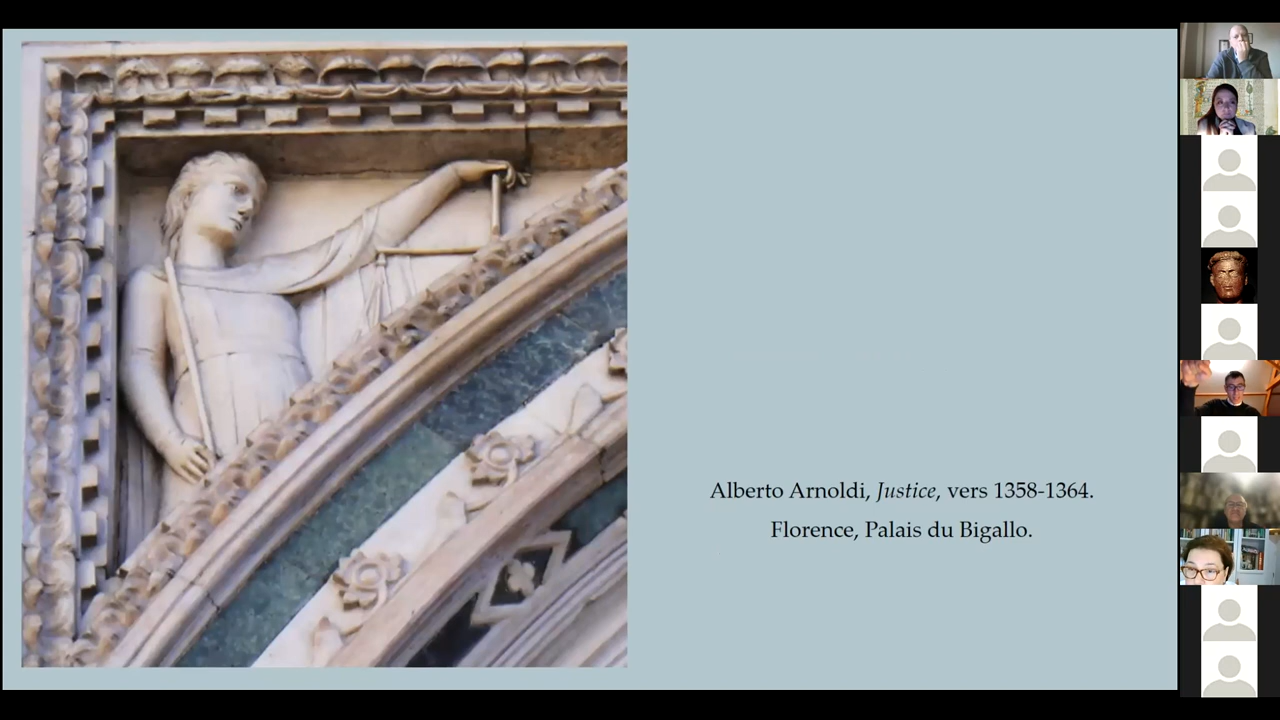 Alberto Arnoldi, Justice, vers 1358-1364.
Florence, Palais du Bigallo.